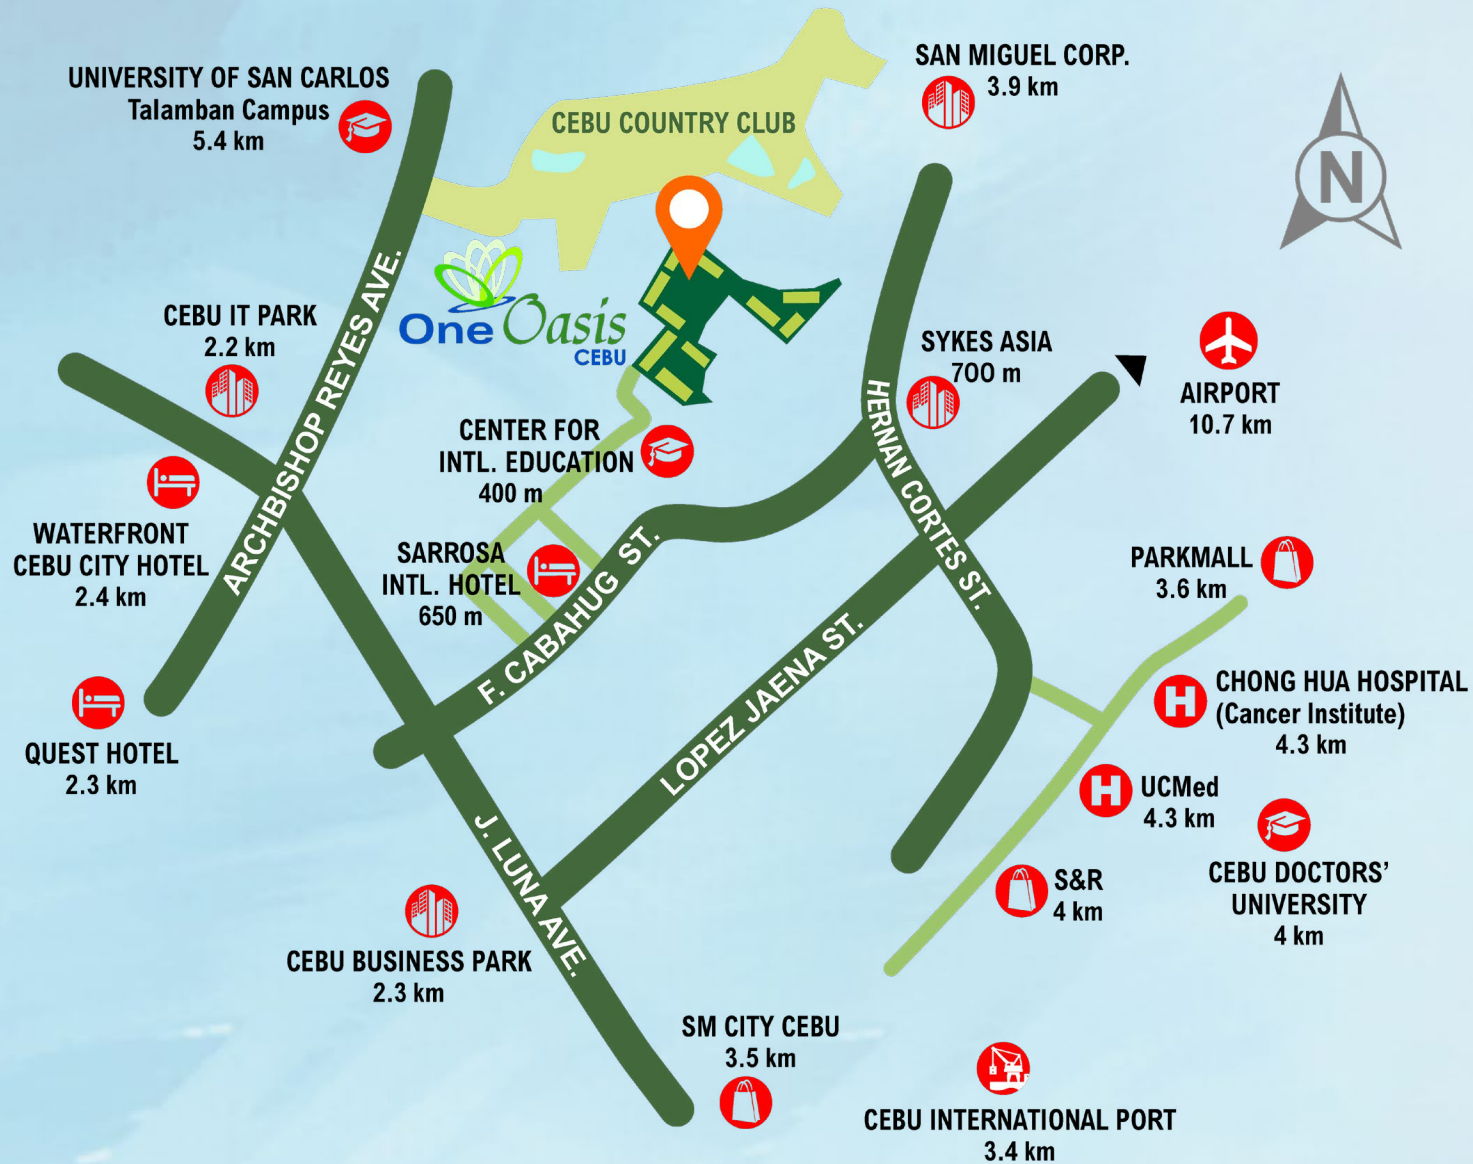 UNIVERSITY OF SAN CARLOS
Talamban Campus
5.4 km
CEBU COUNTRY CLUB
SAN MIGUEL CORP.
3.9 km
N
ARCHBISHOP REYES AVE.
One Oasis
CEBU
CEBU IT PARK
2.2 km
SYKES ASIA
700 m
AIRPORT
10.7 km
HERNAN CORTES ST.
CENTER FOR
INTL. EDUCATION
400 m
WATERFRONT
CEBU CITY HOTEL
2.4 km
SARROSA
INTL. HOTEL
650 m
F. CABAHUG ST.
PARKMALL
3.6 km
LOPEZ JAENA ST.
H
CHONG HUA HOSPITAL
(Cancer Institute)
4.3 km
QUEST HOTEL
2.3 km
H
UCMed
4.3 km
J. LUNA AVE.
S&R
4 km
CEBU DOCTORS’
UNIVERSITY
4 km
CEBU BUSINESS PARK
2.3 km
SM CITY CEBU
3.5 km
CEBU INTERNATIONAL PORT
3.4 km